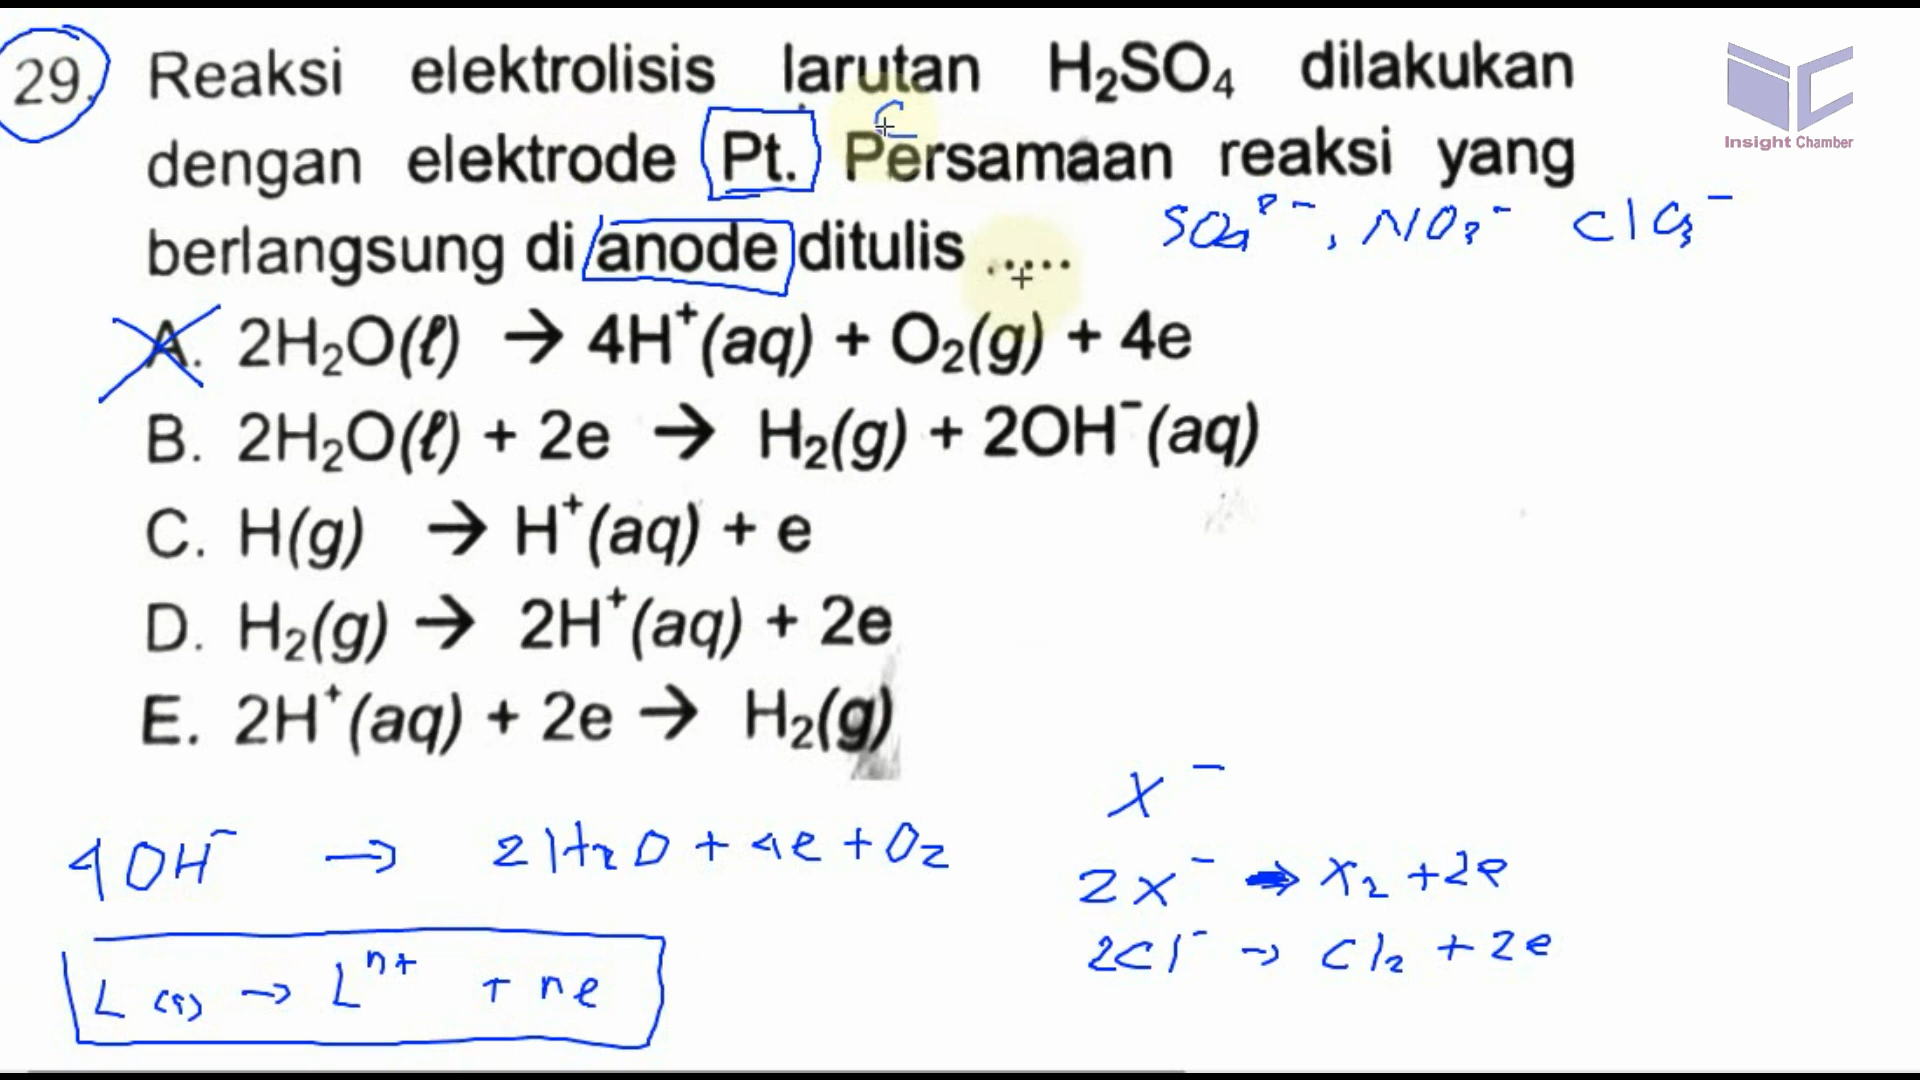 29. Reaksi elektrolisis larutan H₂SO₄ dilakukan
dengan elektrode Pt. Persamaan reaksi yang
berlangsung di anode ditulis .....
A. 2H₂O(ℓ) → 4H⁺(aq) + O₂(g) + 4e
B. 2H₂O(ℓ) + 2e → H₂(g) + 2OH⁻(aq)
C. H(g) → H⁺(aq) + e
D. H₂(g) → 2H⁺(aq) + 2e
E. 2H⁺(aq) + 2e → H₂(g)
Insight Chamber
C
SO₄²⁻, NO₃⁻ ClO₃⁻
4OH⁻ → 2H₂O + 4e + O₂
L(s) → Lⁿ⁺ + ne
X⁻
2X⁻ → X₂ + 2e
2Cl⁻ → Cl₂ + 2e